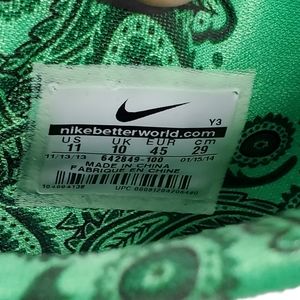 Y3
nikebetterworld.com
US UK EUR cm
11 10 45 29
11/13/13 642849-100 01/15/14
MADE IN CHINA
FABRIQUE EN CHINE
UPC